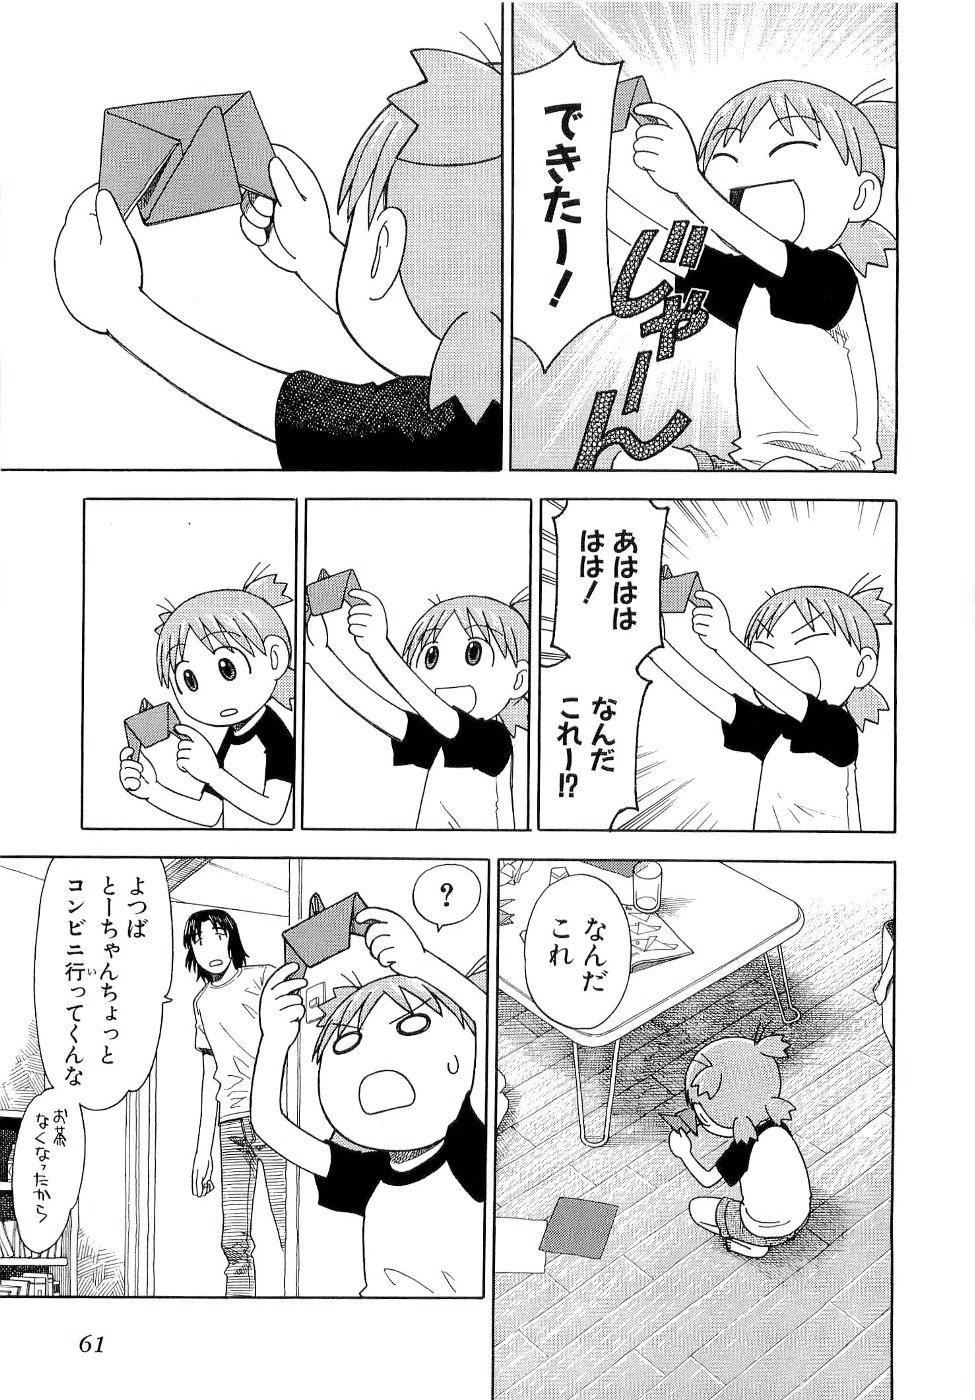 できたー!
じゃーん
あははは
はは!
なんだ
これー!?
なんだ
これ
?
よつば
とーちゃんちょっと
コンビニ行ってくんな
い
お茶
なくなったから
61